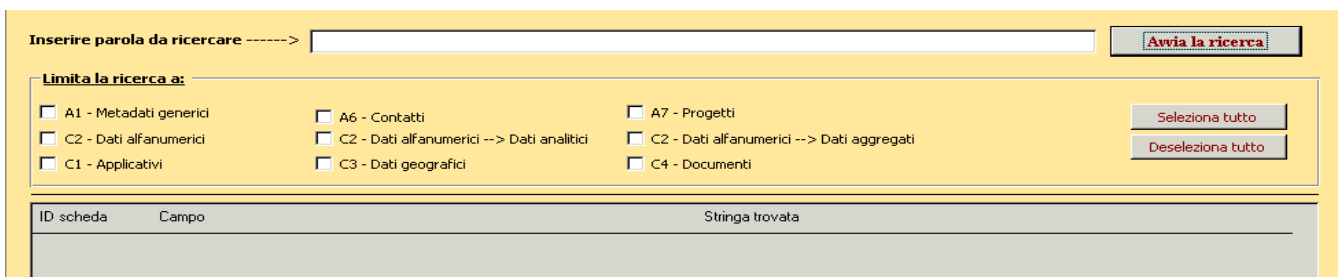 Inserire parola da ricercare ------> Avvia la ricerca
Limita la ricerca a:
A1 - Metadati generici A6 - Contatti A7 - Progetti Seleziona tutto
C2 - Dati alfanumerici C2 - Dati alfanumerici --> Dati analitici C2 - Dati alfanumerici --> Dati aggregati Deseleziona tutto
C1 - Applicativi C3 - Dati geografici C4 - Documenti
ID scheda Campo Stringa trovata